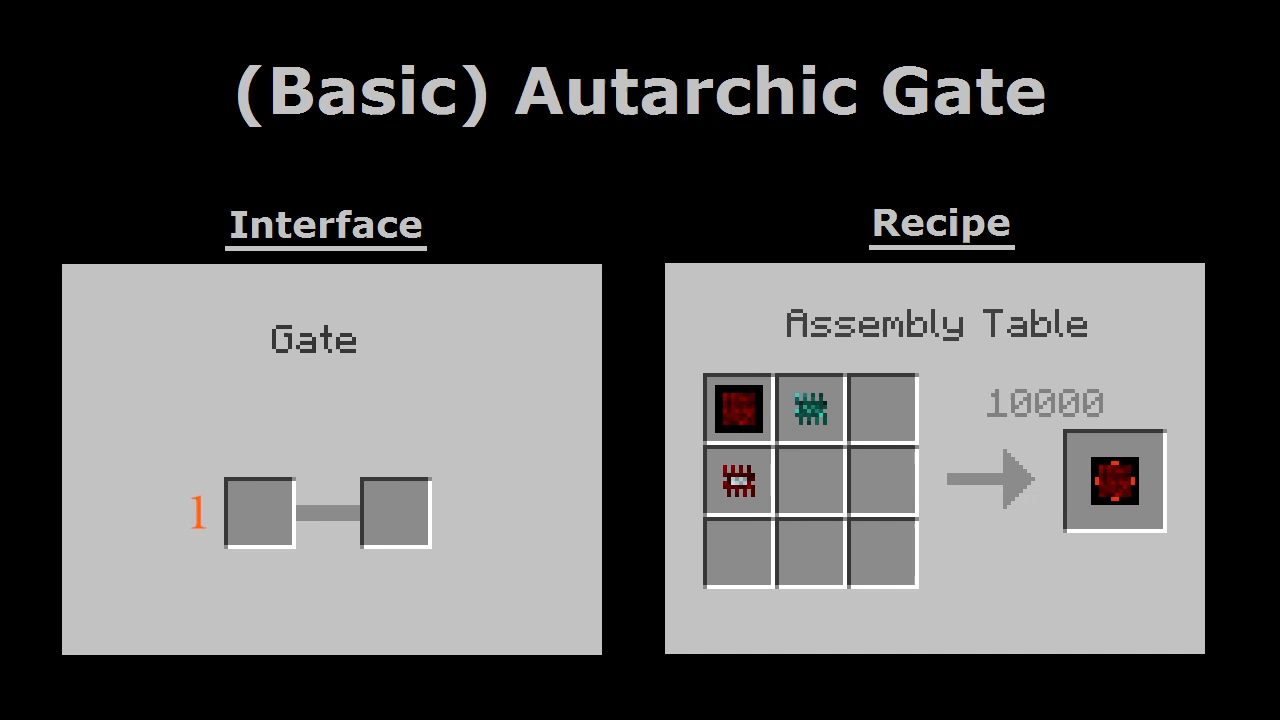 (Basic) Autarchic Gate
Interface
Recipe
Gate
1
Assembly Table
10000